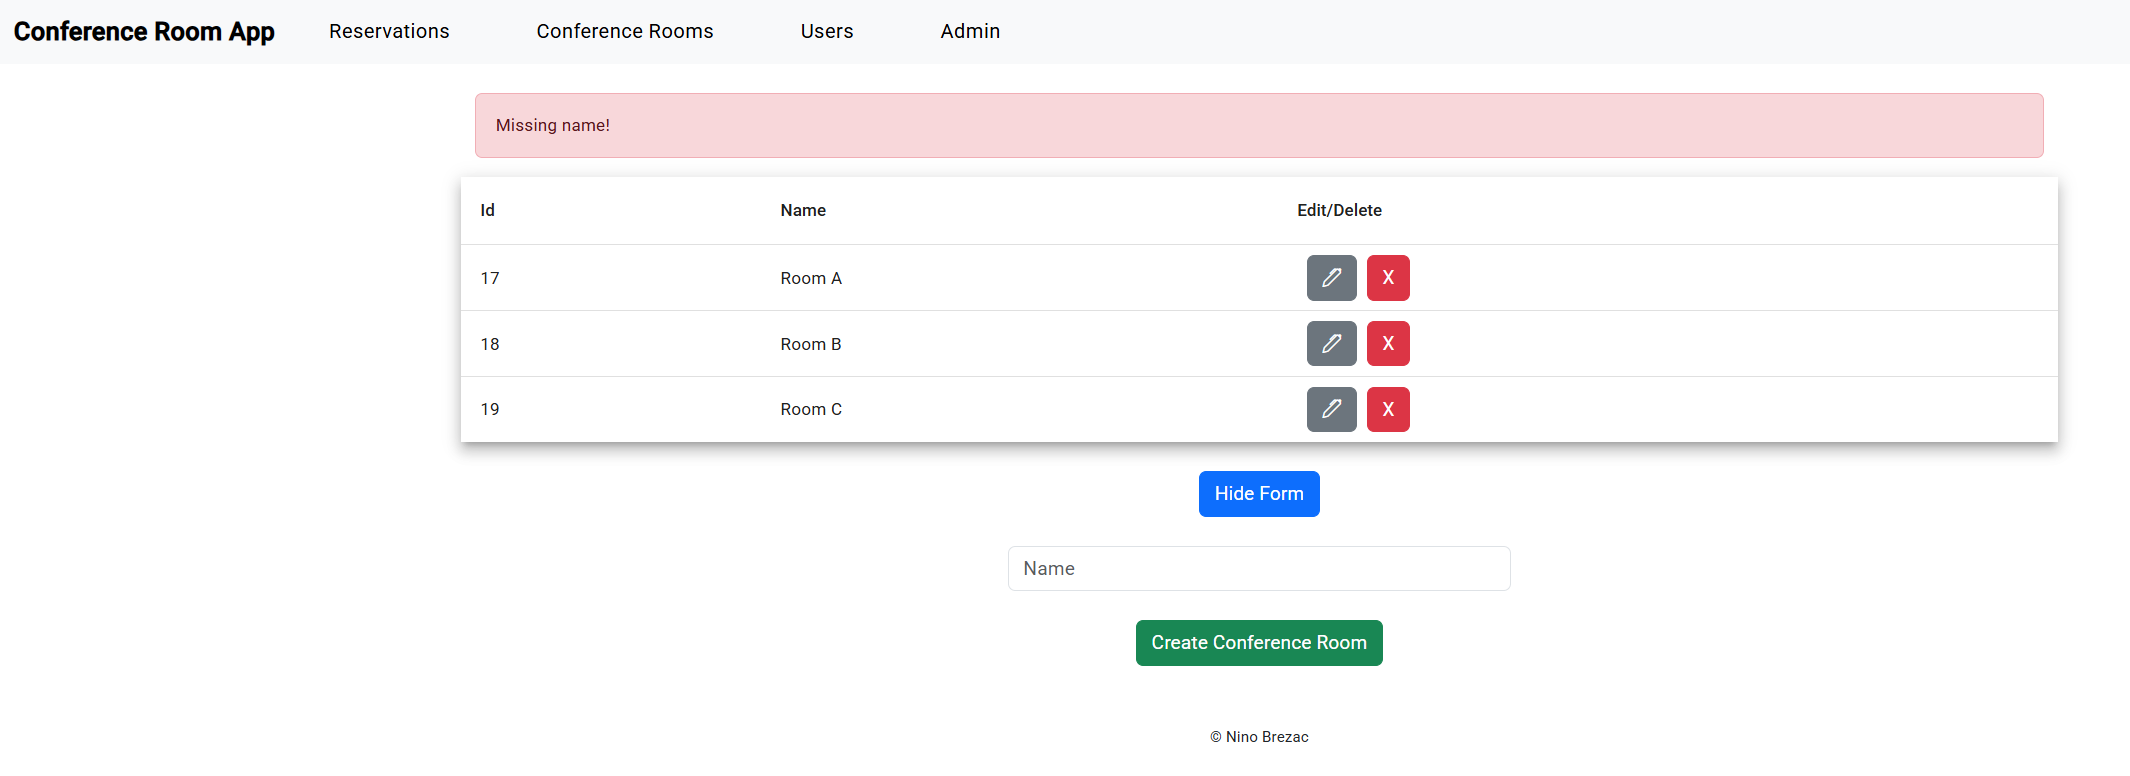 Conference Room App Reservations Conference Rooms Users Admin
Missing name!
Id Name Edit/Delete
17 Room A X
18 Room B X
19 Room C X
Hide Form
Name
Create Conference Room
© Nino Brezac